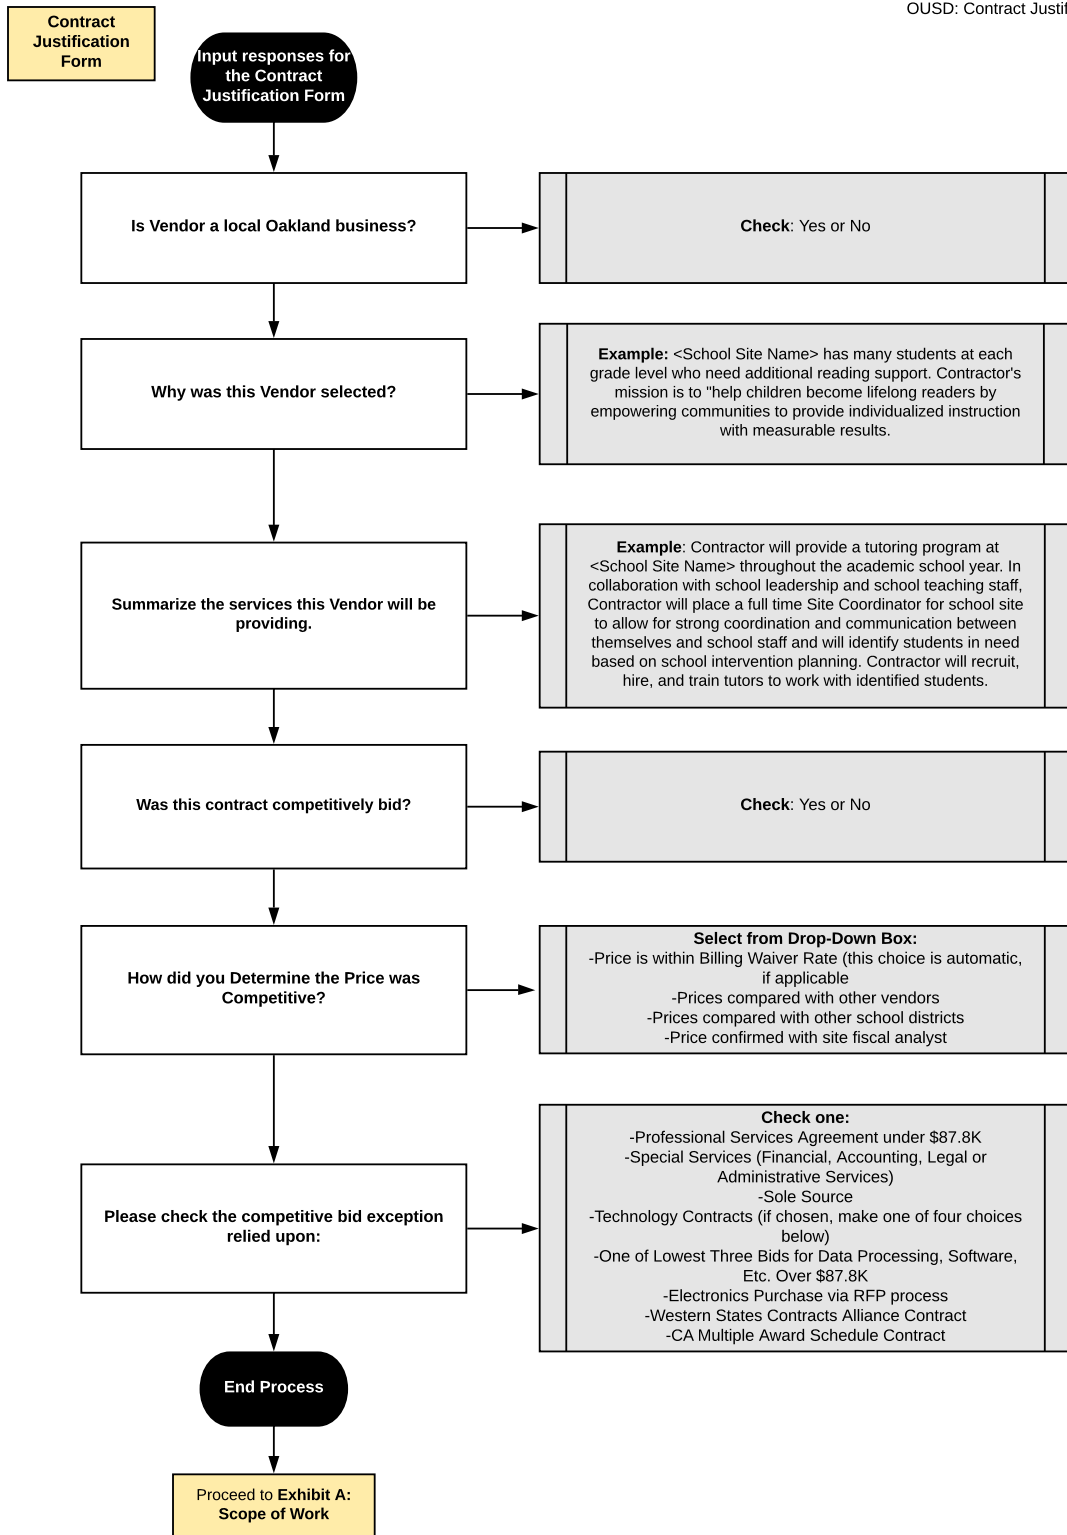 OUSD: Contract Justif
Contract
Justification
Form
Input responses for
the Contract
Justification Form
Is Vendor a local Oakland business?
Check: Yes or No
Why was this Vendor selected?
Example: <School Site Name> has many students at each
grade level who need additional reading support. Contractor's
mission is to "help children become lifelong readers by
empowering communities to provide individualized instruction
with measurable results.
Summarize the services this Vendor will be
providing.
Example: Contractor will provide a tutoring program at
<School Site Name> throughout the academic school year. In
collaboration with school leadership and school teaching staff,
Contractor will place a full time Site Coordinator for school site
to allow for strong coordination and communication between
themselves and school staff and will identify students in need
based on school intervention planning. Contractor will recruit,
hire, and train tutors to work with identified students.
Was this contract competitively bid?
Check: Yes or No
How did you Determine the Price was
Competitive?
Select from Drop-Down Box:
-Price is within Billing Waiver Rate (this choice is automatic,
if applicable
-Prices compared with other vendors
-Prices compared with other school districts
-Price confirmed with site fiscal analyst
Please check the competitive bid exception
relied upon:
Check one:
-Professional Services Agreement under $87.8K
-Special Services (Financial, Accounting, Legal or
Administrative Services)
-Sole Source
-Technology Contracts (if chosen, make one of four choices
below)
-One of Lowest Three Bids for Data Processing, Software,
Etc. Over $87.8K
-Electronics Purchase via RFP process
-Western States Contracts Alliance Contract
-CA Multiple Award Schedule Contract
End Process
Proceed to Exhibit A:
Scope of Work